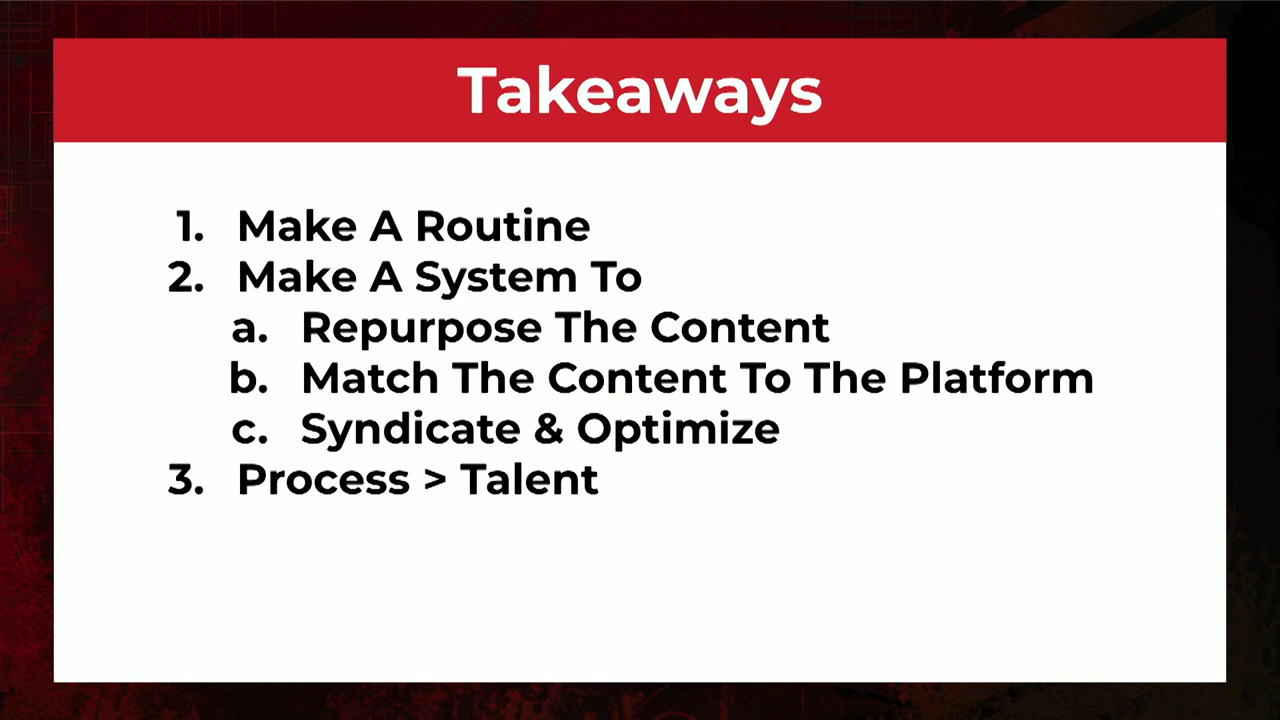 Takeaways
1. Make A Routine
2. Make A System To
a. Repurpose The Content
b. Match The Content To The Platform
c. Syndicate & Optimize
3. Process > Talent